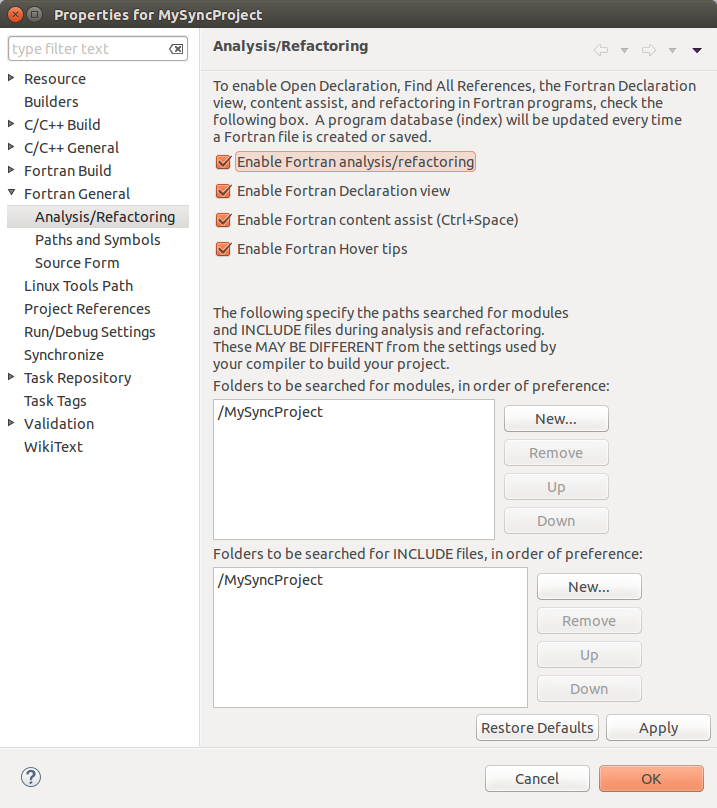 Properties for MySyncProject
type filter text
Resource
Builders
C/C++ Build
C/C++ General
Fortran Build
Fortran General
Analysis/Refactoring
Paths and Symbols
Source Form
Linux Tools Path
Project References
Run/Debug Settings
Synchronize
Task Repository
Task Tags
Validation
WikiText
Analysis/Refactoring
To enable Open Declaration, Find All References, the Fortran Declaration
view, content assist, and refactoring in Fortran programs, check the
following box.  A program database (index) will be updated every time
a Fortran file is created or saved.
Enable Fortran analysis/refactoring
Enable Fortran Declaration view
Enable Fortran content assist (Ctrl+Space)
Enable Fortran Hover tips
The following specify the paths searched for modules
and INCLUDE files during analysis and refactoring.
These MAY BE DIFFERENT from the settings used by
your compiler to build your project.
Folders to be searched for modules, in order of preference:
/MySyncProject
New...
Remove
Up
Down
Folders to be searched for INCLUDE files, in order of preference:
/MySyncProject
New...
Remove
Up
Down
Restore Defaults
Apply
?
Cancel
OK